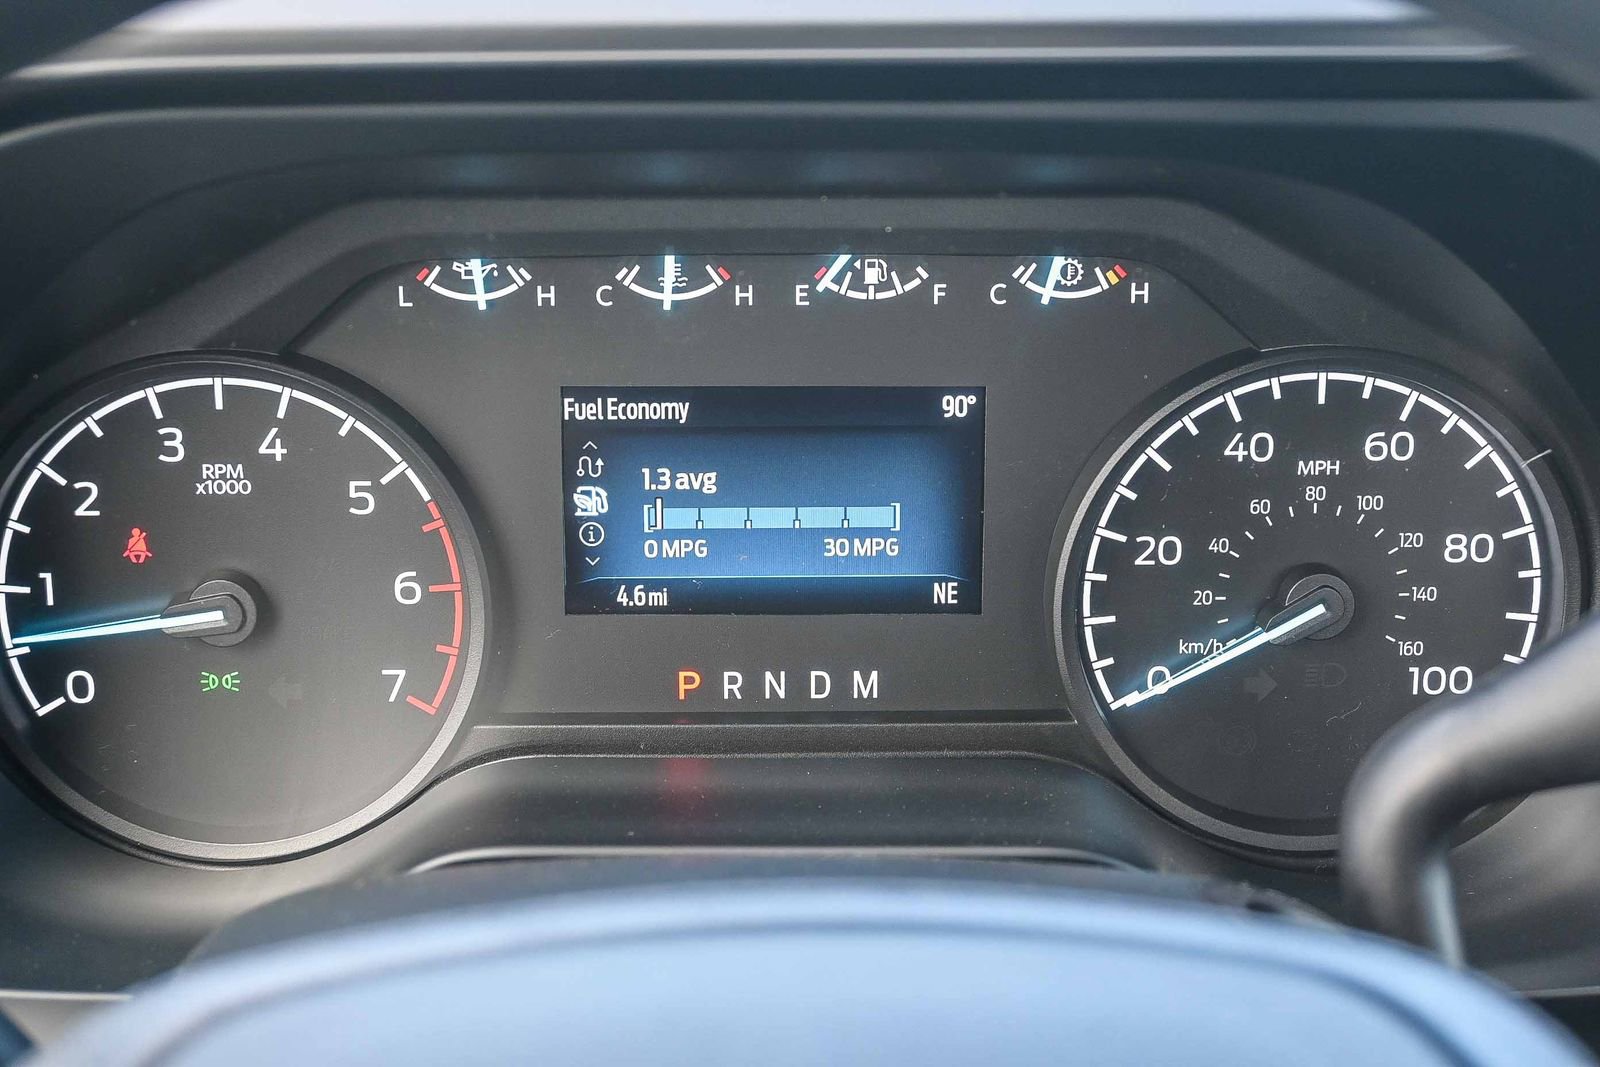 L H C H E F C H
Fuel Economy 90°
1.3 avg
0 MPG 30 MPG
4.6 mi NE
P R N D M
0 1 2 3 4 5 6 7
RPM
x1000
0 20 40 60 80 100
MPH
20 40 60 80 100 120 140 160
km/h